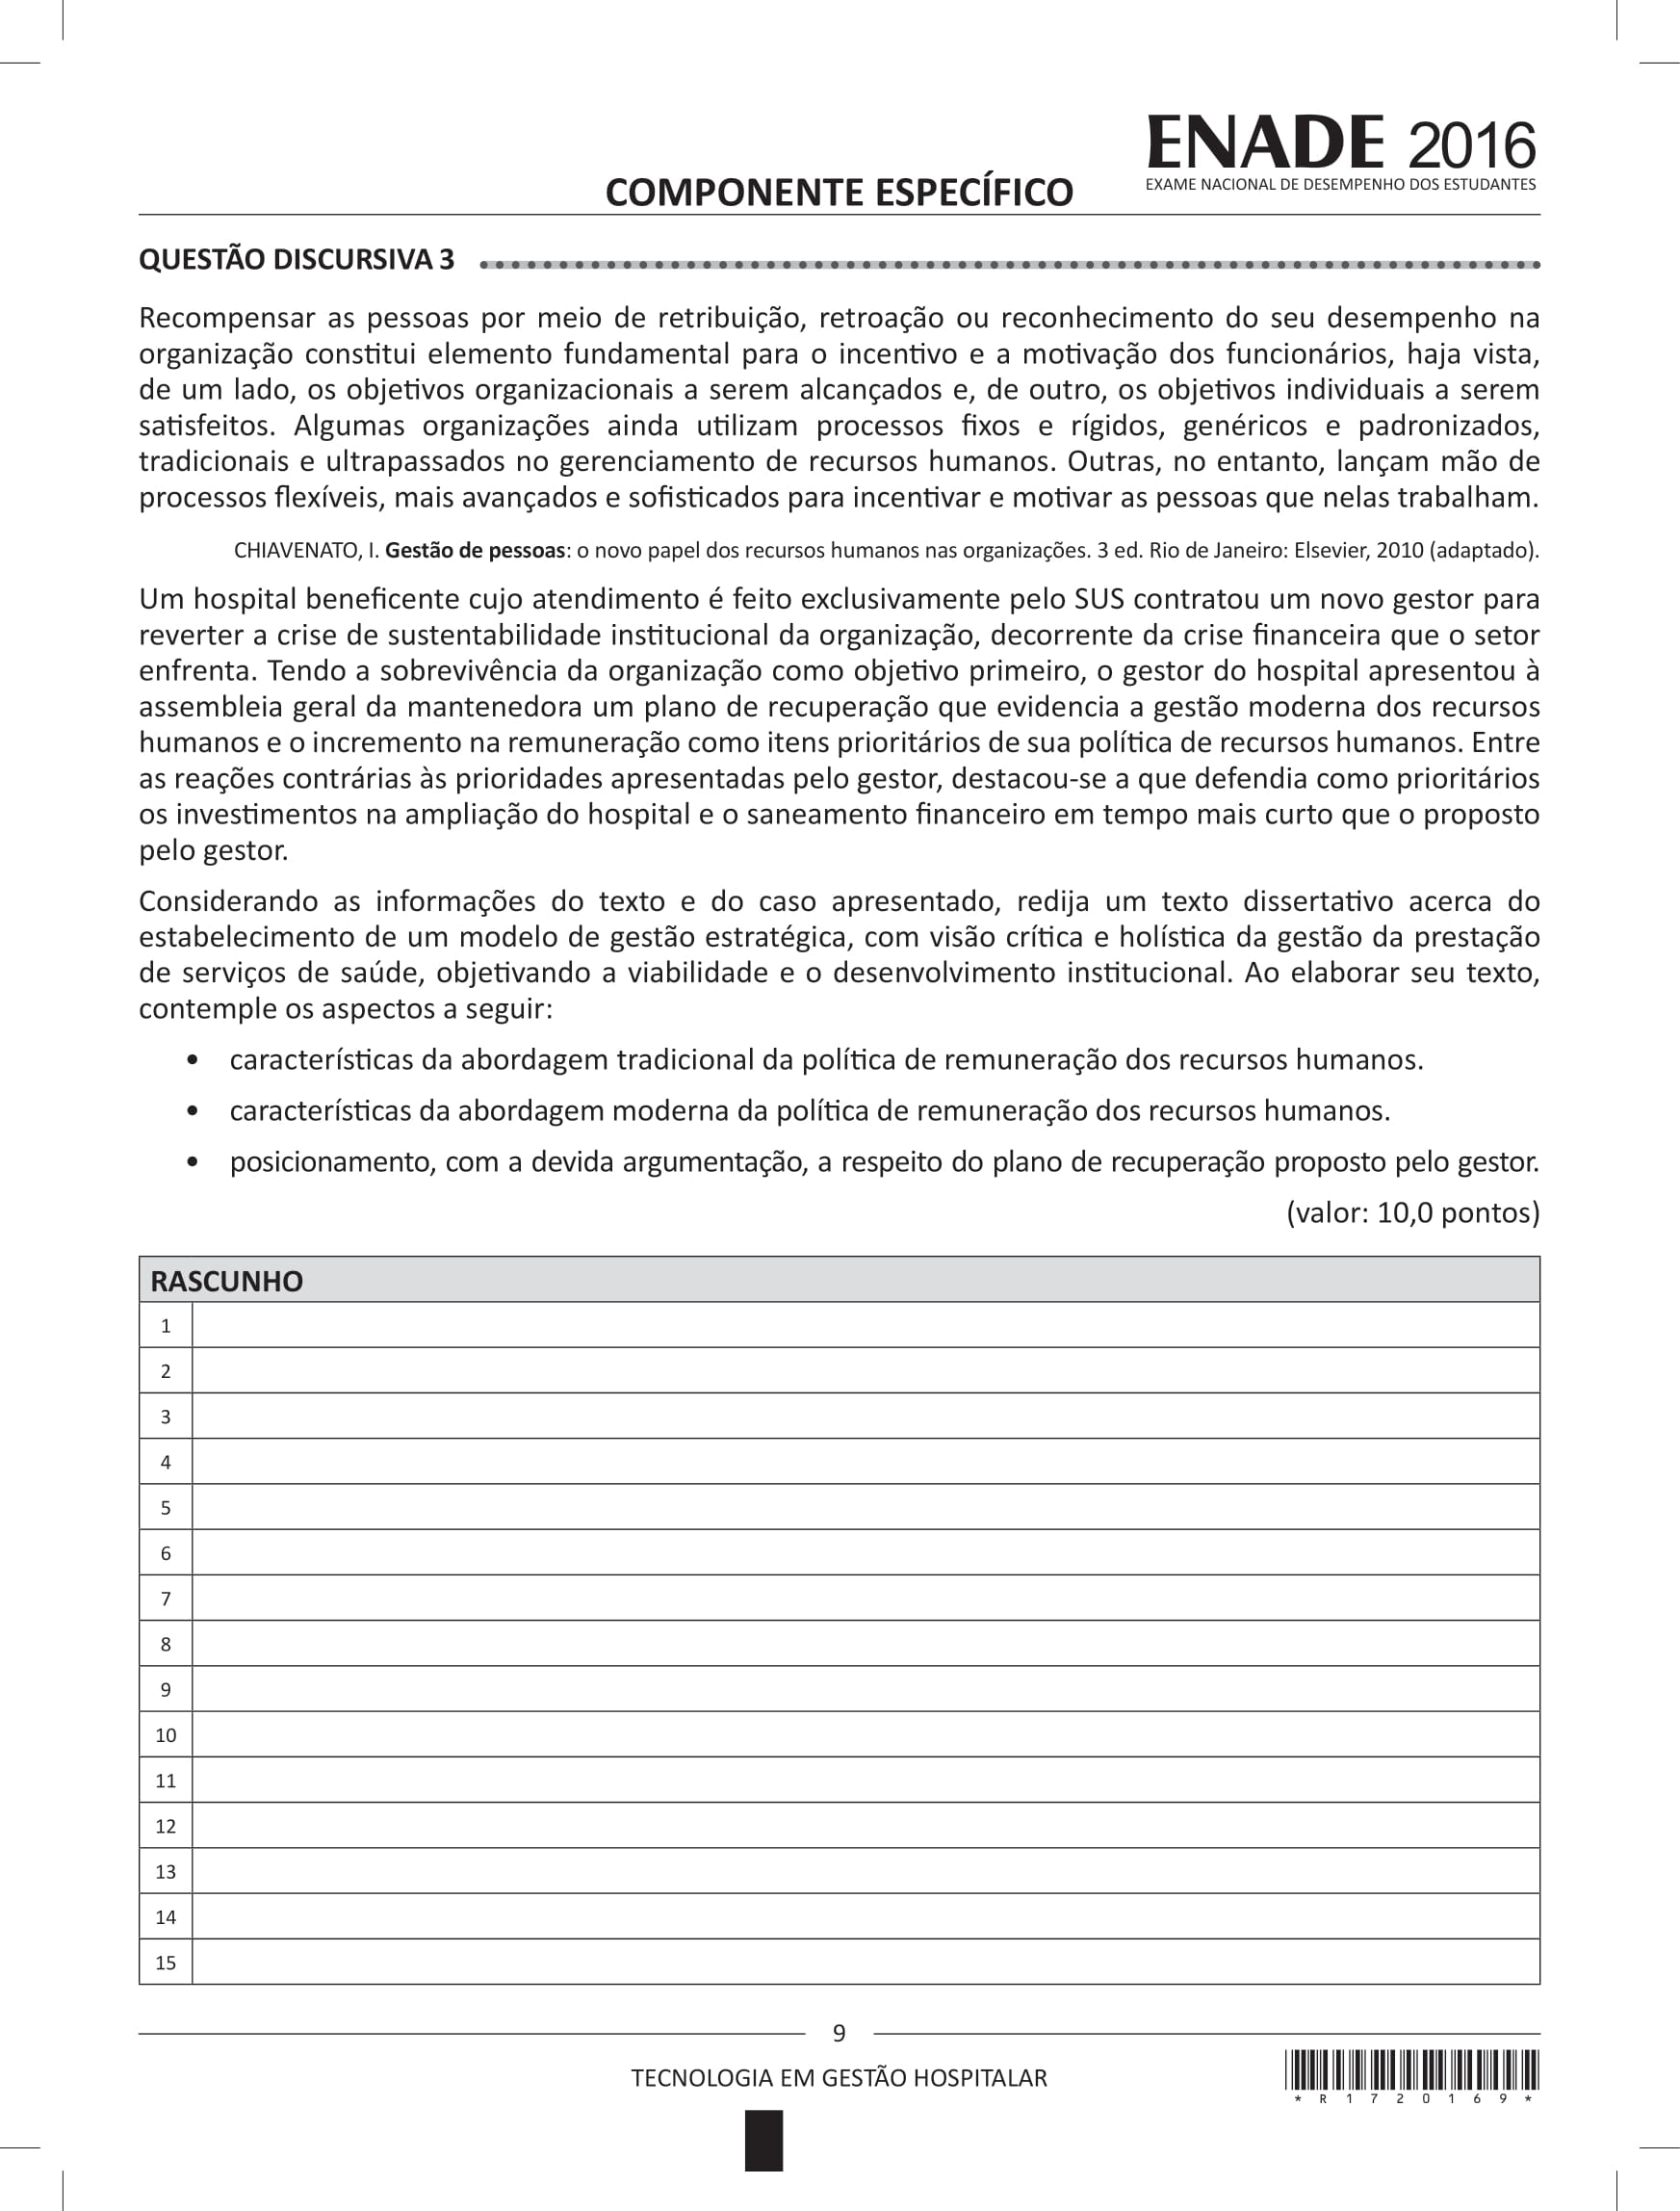 ENADE 2016
EXAME NACIONAL DE DESEMPENHO DOS ESTUDANTES
COMPONENTE ESPECÍFICO
QUESTÃO DISCURSIVA 3
Recompensar as pessoas por meio de retribuição, retroação ou reconhecimento do seu desempenho na
organização constitui elemento fundamental para o incentivo e a motivação dos funcionários, haja vista,
de um lado, os objetivos organizacionais a serem alcançados e, de outro, os objetivos individuais a serem
satisfeitos. Algumas organizações ainda utilizam processos fixos e rígidos, genéricos e padronizados,
tradicionais e ultrapassados no gerenciamento de recursos humanos. Outras, no entanto, lançam mão de
processos flexíveis, mais avançados e sofisticados para incentivar e motivar as pessoas que nelas trabalham.
CHIAVENATO, I. Gestão de pessoas: o novo papel dos recursos humanos nas organizações. 3 ed. Rio de Janeiro: Elsevier, 2010 (adaptado).
Um hospital beneficente cujo atendimento é feito exclusivamente pelo SUS contratou um novo gestor para
reverter a crise de sustentabilidade institucional da organização, decorrente da crise financeira que o setor
enfrenta. Tendo a sobrevivência da organização como objetivo primeiro, o gestor do hospital apresentou à
assembleia geral da mantenedora um plano de recuperação que evidencia a gestão moderna dos recursos
humanos e o incremento na remuneração como itens prioritários de sua política de recursos humanos. Entre
as reações contrárias às prioridades apresentadas pelo gestor, destacou-se a que defendia como prioritários
os investimentos na ampliação do hospital e o saneamento financeiro em tempo mais curto que o proposto
pelo gestor.
Considerando as informações do texto e do caso apresentado, redija um texto dissertativo acerca do
estabelecimento de um modelo de gestão estratégica, com visão crítica e holística da gestão da prestação
de serviços de saúde, objetivando a viabilidade e o desenvolvimento institucional. Ao elaborar seu texto,
contemple os aspectos a seguir:
• características da abordagem tradicional da política de remuneração dos recursos humanos.
• características da abordagem moderna da política de remuneração dos recursos humanos.
• posicionamento, com a devida argumentação, a respeito do plano de recuperação proposto pelo gestor.
(valor: 10,0 pontos)
RASCUNHO
1
2
3
4
5
6
7
8
9
10
11
12
13
14
15
9
TECNOLOGIA EM GESTÃO HOSPITALAR
* R 1 7 2 0 1 6 9 *